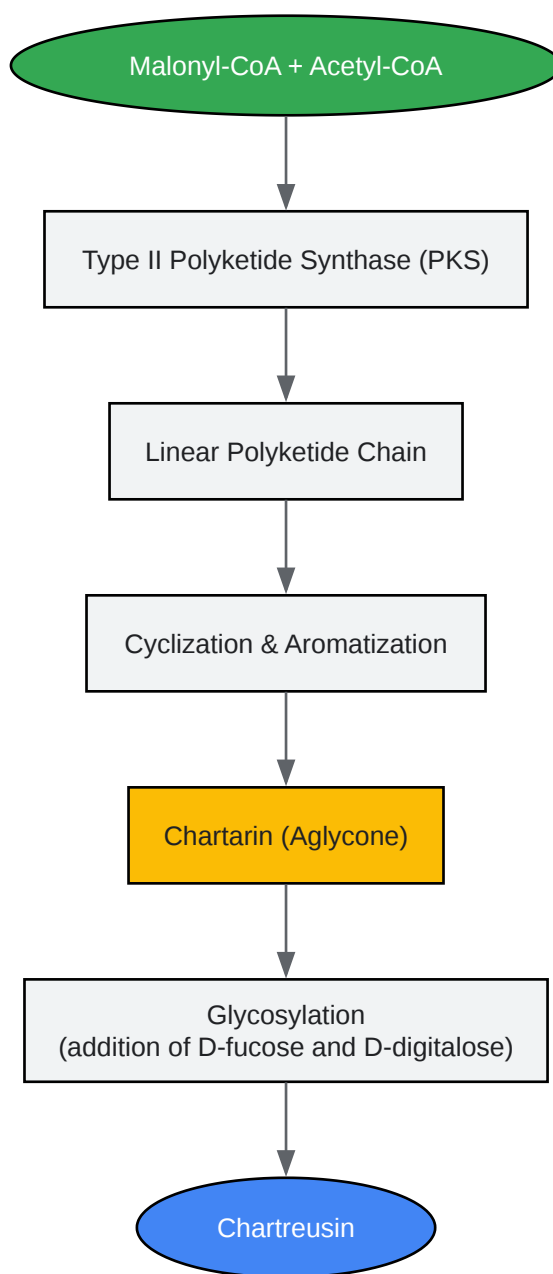 Malonyl-CoA + Acetyl-CoA
Type II Polyketide Synthase (PKS)
Linear Polyketide Chain
Cyclization & Aromatization
Chartarin (Aglycone)
Glycosylation
(addition of D-fucose and D-digitalose)
Chartreusin